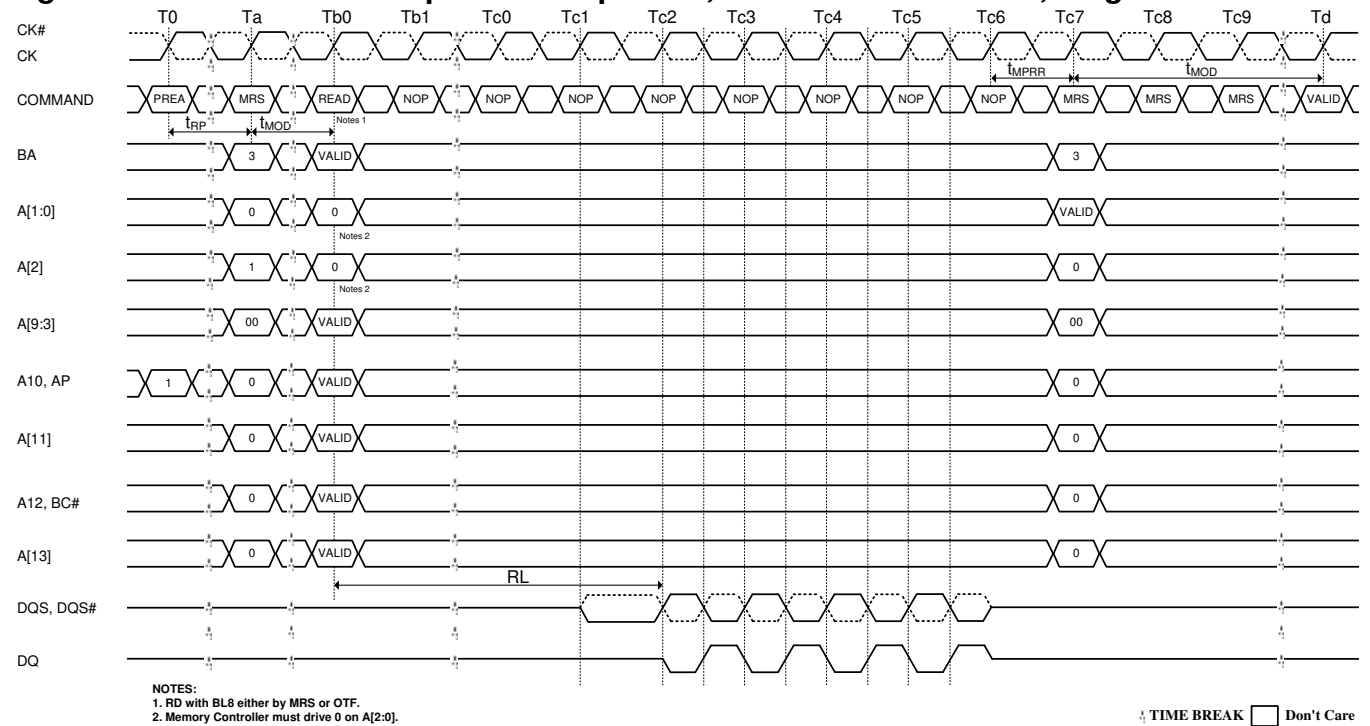 T0 Ta Tb0 Tb1 Tc0 Tc1 Tc2 Tc3 Tc4 Tc5 Tc6 Tc7 Tc8 Tc9 Td
CK#
CK
tMPRR tMOD
COMMAND PREA MRS READ NOP NOP NOP NOP NOP NOP NOP NOP MRS MRS MRS VALID
Notes 1
tRP tMOD
BA 3 VALID 3
A[1:0] 0 0 VALID
Notes 2
A[2] 1 0 0
Notes 2
A[9:3] 00 VALID 00
A10, AP 1 0 VALID 0
A[11] 0 VALID 0
A12, BC# 0 VALID 0
A[13] 0 VALID 0
RL
DQS, DQS#
DQ
NOTES:
1. RD with BL8 either by MRS or OTF.
2. Memory Controller must drive 0 on A[2:0].
TIME BREAK Don't Care